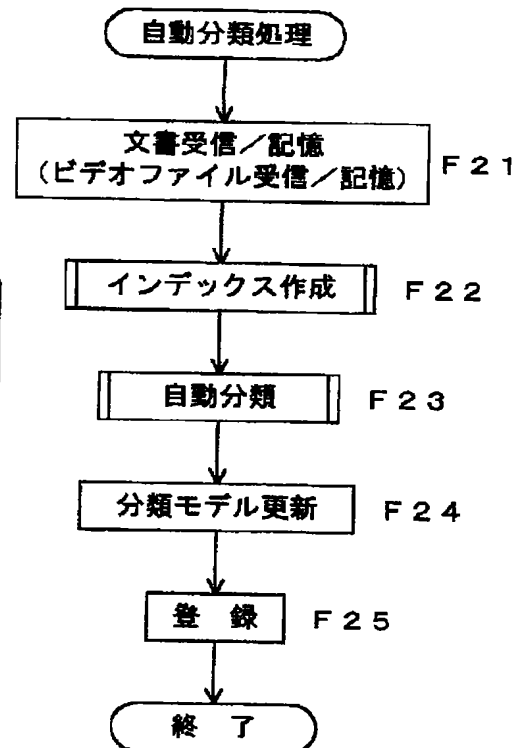 自動分類処理
文書受信／記憶
（ビデオファイル受信／記憶）
F21
インデックス作成
F22
自動分類
F23
分類モデル更新
F24
登 録
F25
終 了